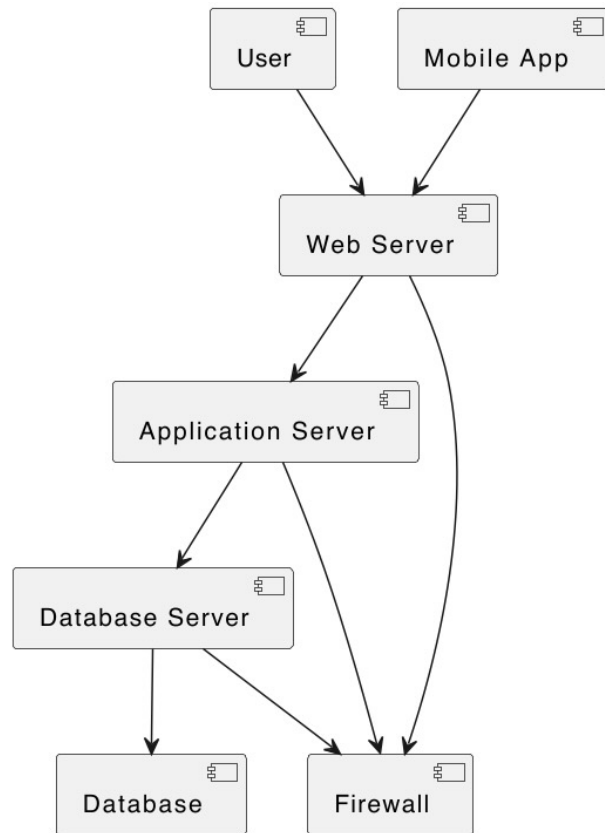 User
Mobile App
Web Server
Application Server
Database Server
Database
Firewall